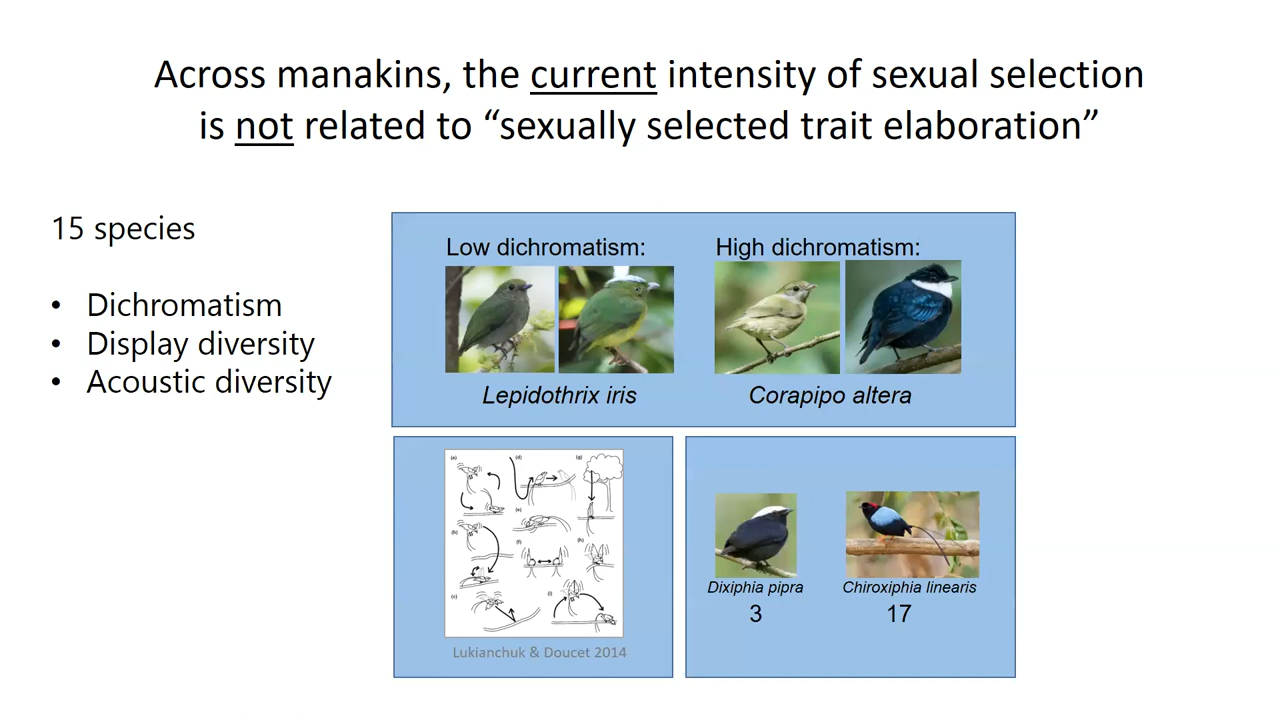 Across manakins, the current intensity of sexual selection
is not related to “sexually selected trait elaboration”
15 species
• Dichromatism
• Display diversity
• Acoustic diversity
Low dichromatism:
High dichromatism:
Lepidothrix iris
Corapipo altera
(a)
(d)
(g)
(e)
(b)
(f)
(h)
(c)
(i)
Lukianchuk & Doucet 2014
Dixiphia pipra
3
Chiroxiphia linearis
17